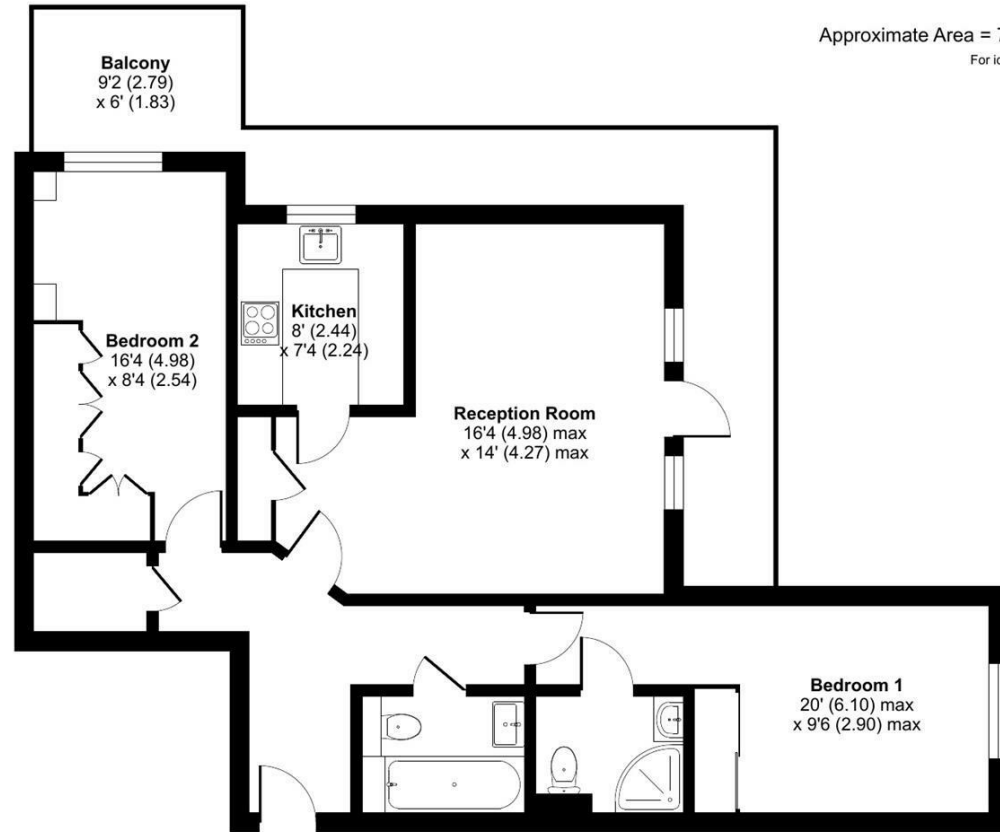 Approximate Area =
For
Balcony
9'2 (2.79)
x 6' (1.83)
Kitchen
8' (2.44)
x 7'4 (2.24)
Bedroom 2
16'4 (4.98)
x 8'4 (2.54)
Reception Room
16'4 (4.98) max
x 14' (4.27) max
Bedroom 1
20' (6.10) max
x 9'6 (2.90) max